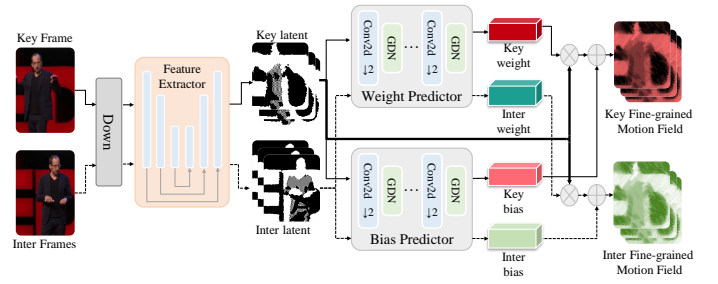 Key Frame
Inter Frames
Down
Feature
Extractor
Key latent
Inter latent
Conv2d ↓2
GDN
...
Conv2d ↓2
GDN
Weight Predictor
Conv2d ↓2
GDN
...
Conv2d ↓2
GDN
Bias Predictor
Key
weight
Inter
weight
Key
bias
Inter
bias
Key Fine-grained
Motion Field
Inter Fine-grained
Motion Field